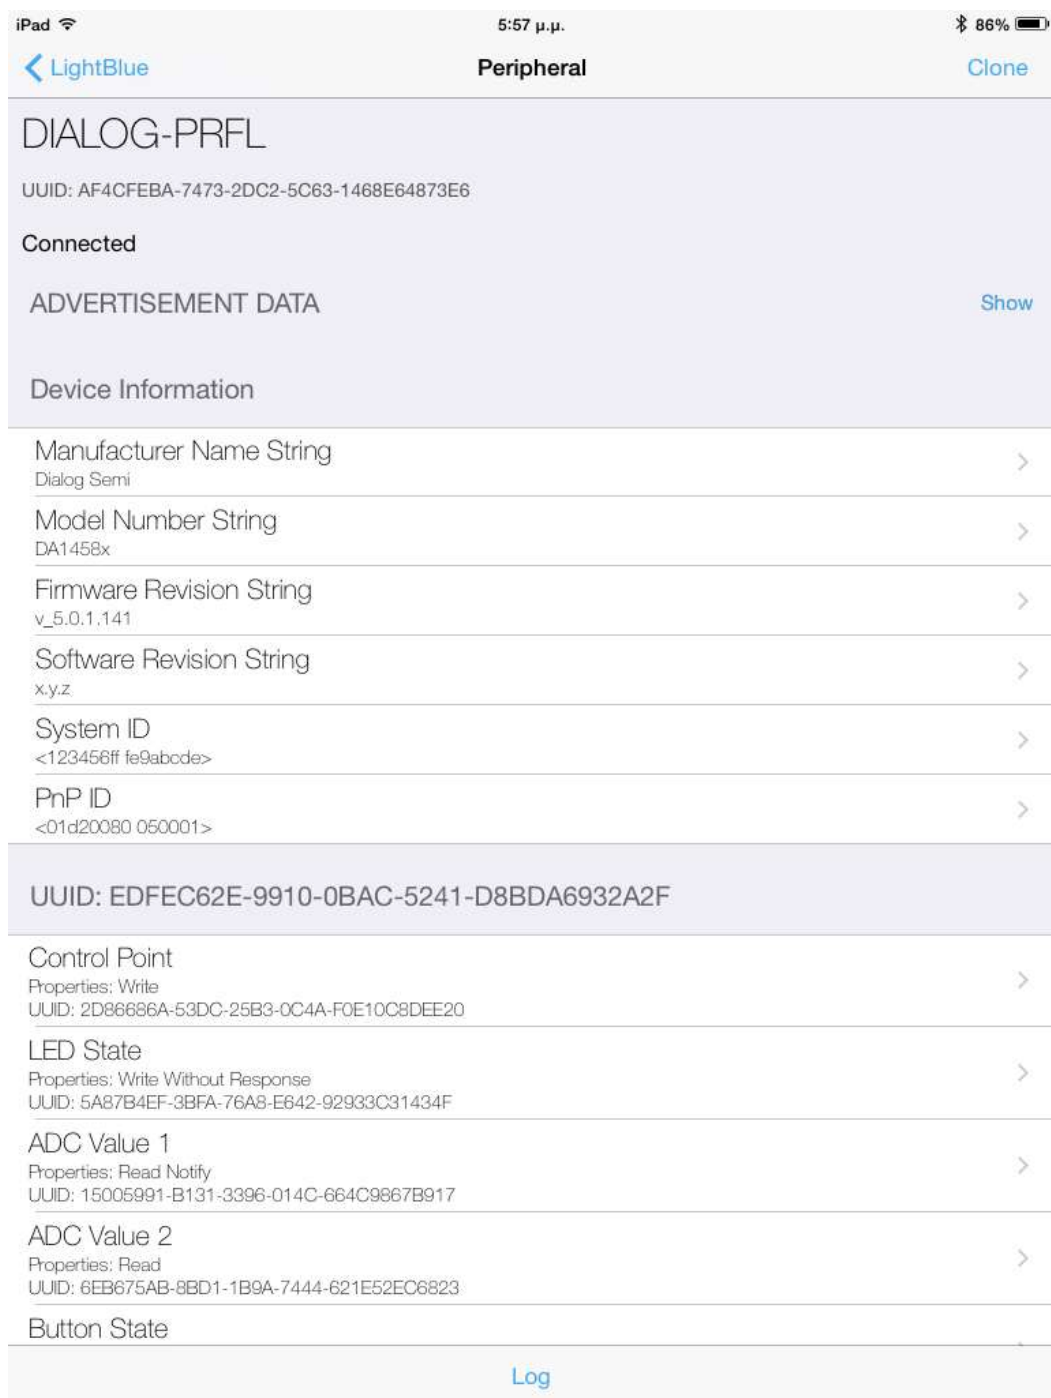 iPad 5:57 μ.μ. 86%
LightBlue Peripheral Clone
DIALOG-PRFL
UUID: AF4CFEBA-7473-2DC2-5C63-1468E64873E6
Connected
ADVERTISEMENT DATA Show
Device Information
Manufacturer Name String
Dialog Semi
Model Number String
DA1458x
Firmware Revision String
v_5.0.1.141
Software Revision String
x.y.z
System ID
<123456ff fe9abcde>
PnP ID
<01d20080 050001>
UUID: EDFEC62E-9910-0BAC-5241-D8BDA6932A2F
Control Point
Properties: Write
UUID: 2D86686A-53DC-25B3-0C4A-F0E10C8DEE20
LED State
Properties: Write Without Response
UUID: 5A87B4EF-3BFA-76A8-E642-92933C31434F
ADC Value 1
Properties: Read Notify
UUID: 15005991-B131-3396-014C-664C9867B917
ADC Value 2
Properties: Read
UUID: 6EB675AB-8BD1-1B9A-7444-621E52EC6823
Button State
Log